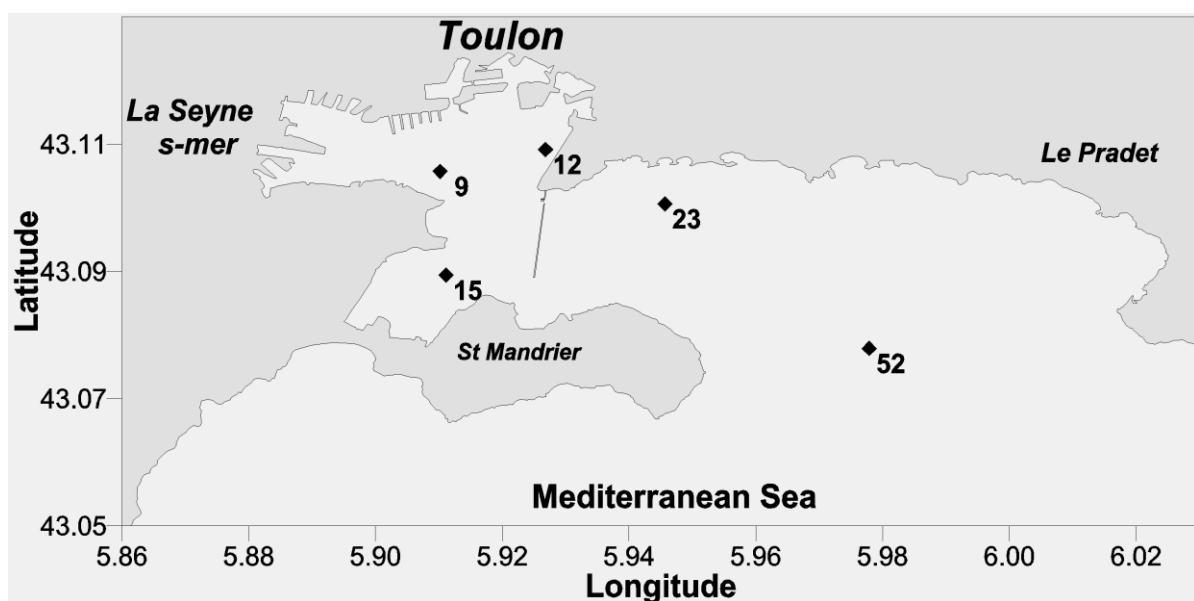 Toulon
La Seyne
s-mer
Le Pradet
43.11
12
9
23
43.09
15
St Mandrier
52
43.07
Mediterranean Sea
43.05
5.86 5.88 5.90 5.92 5.94 5.96 5.98 6.00 6.02
Longitude
Latitude